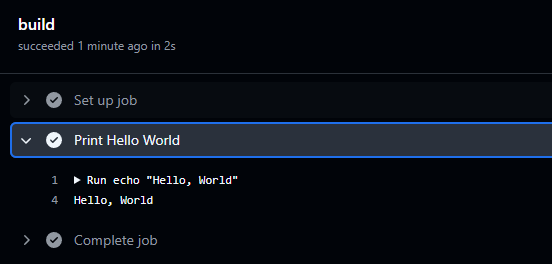 build
succeeded 1 minute ago in 2s
Set up job
Print Hello World
1 Run echo "Hello, World"
4 Hello, World
Complete job